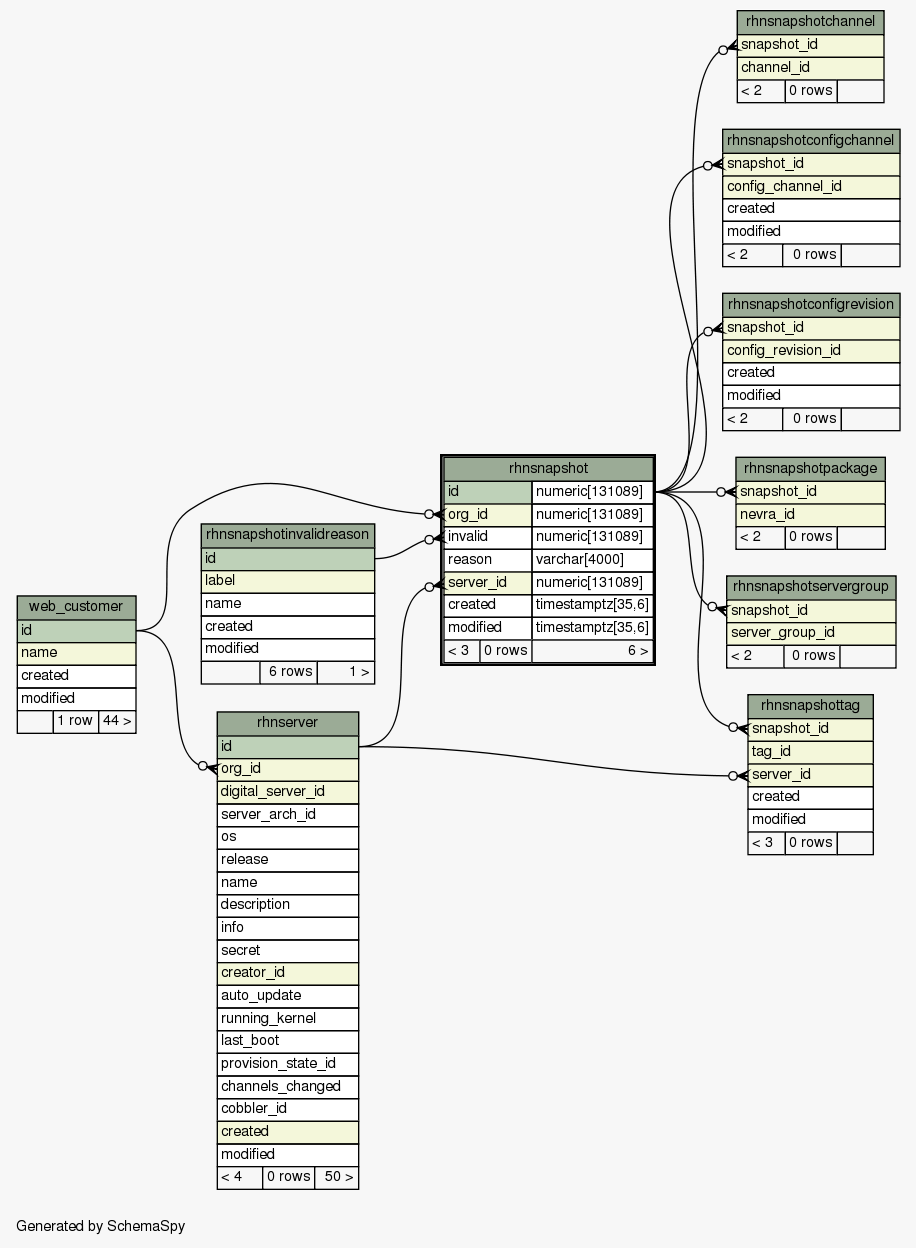 rhnsnapshotchannel
snapshot_id
channel_id
< 2 0 rows
rhnsnapshotconfigchannel
snapshot_id
config_channel_id
created
modified
< 2 0 rows
rhnsnapshotconfigrevision
snapshot_id
config_revision_id
created
modified
< 2 0 rows
rhnsnapshot
id numeric[131089]
org_id numeric[131089]
invalid numeric[131089]
reason varchar[4000]
server_id numeric[131089]
created timestamptz[35,6]
modified timestamptz[35,6]
< 3 0 rows 6 >
rhnsnapshotpackage
snapshot_id
nevra_id
< 2 0 rows
rhnsnapshotinvalidreason
id
label
name
created
modified
6 rows 1 >
rhnsnapshotservergroup
snapshot_id
server_group_id
< 2 0 rows
web_customer
id
name
created
modified
1 row 44 >
rhnsnapshottag
snapshot_id
tag_id
server_id
created
modified
< 3 0 rows
rhnserver
id
org_id
digital_server_id
server_arch_id
os
release
name
description
info
secret
creator_id
auto_update
running_kernel
last_boot
provision_state_id
channels_changed
cobbler_id
created
modified
< 4 0 rows 50 >
Generated by SchemaSpy